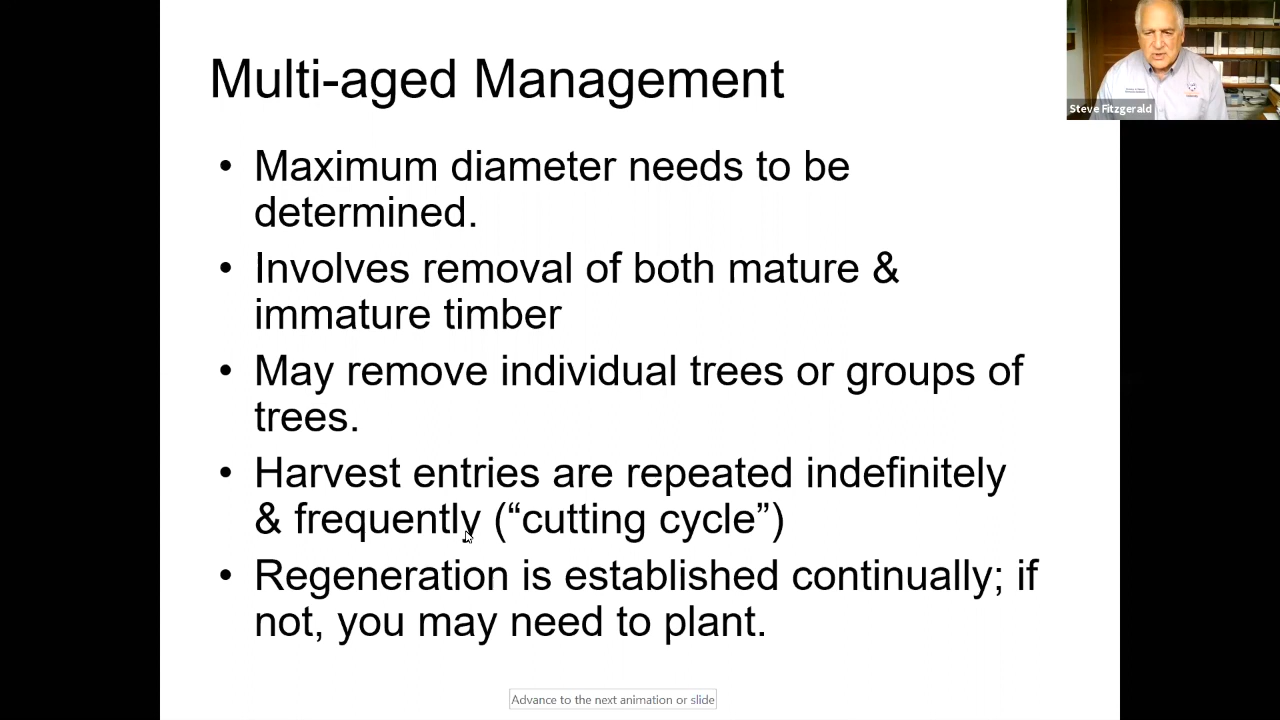 Multi-aged Management
• Maximum diameter needs to be
determined.
• Involves removal of both mature &
immature timber
• May remove individual trees or groups of
trees.
• Harvest entries are repeated indefinitely
& frequently (“cutting cycle”)
• Regeneration is established continually; if
not, you may need to plant.
Steve Fitzgerald
Advance to the next animation or slide